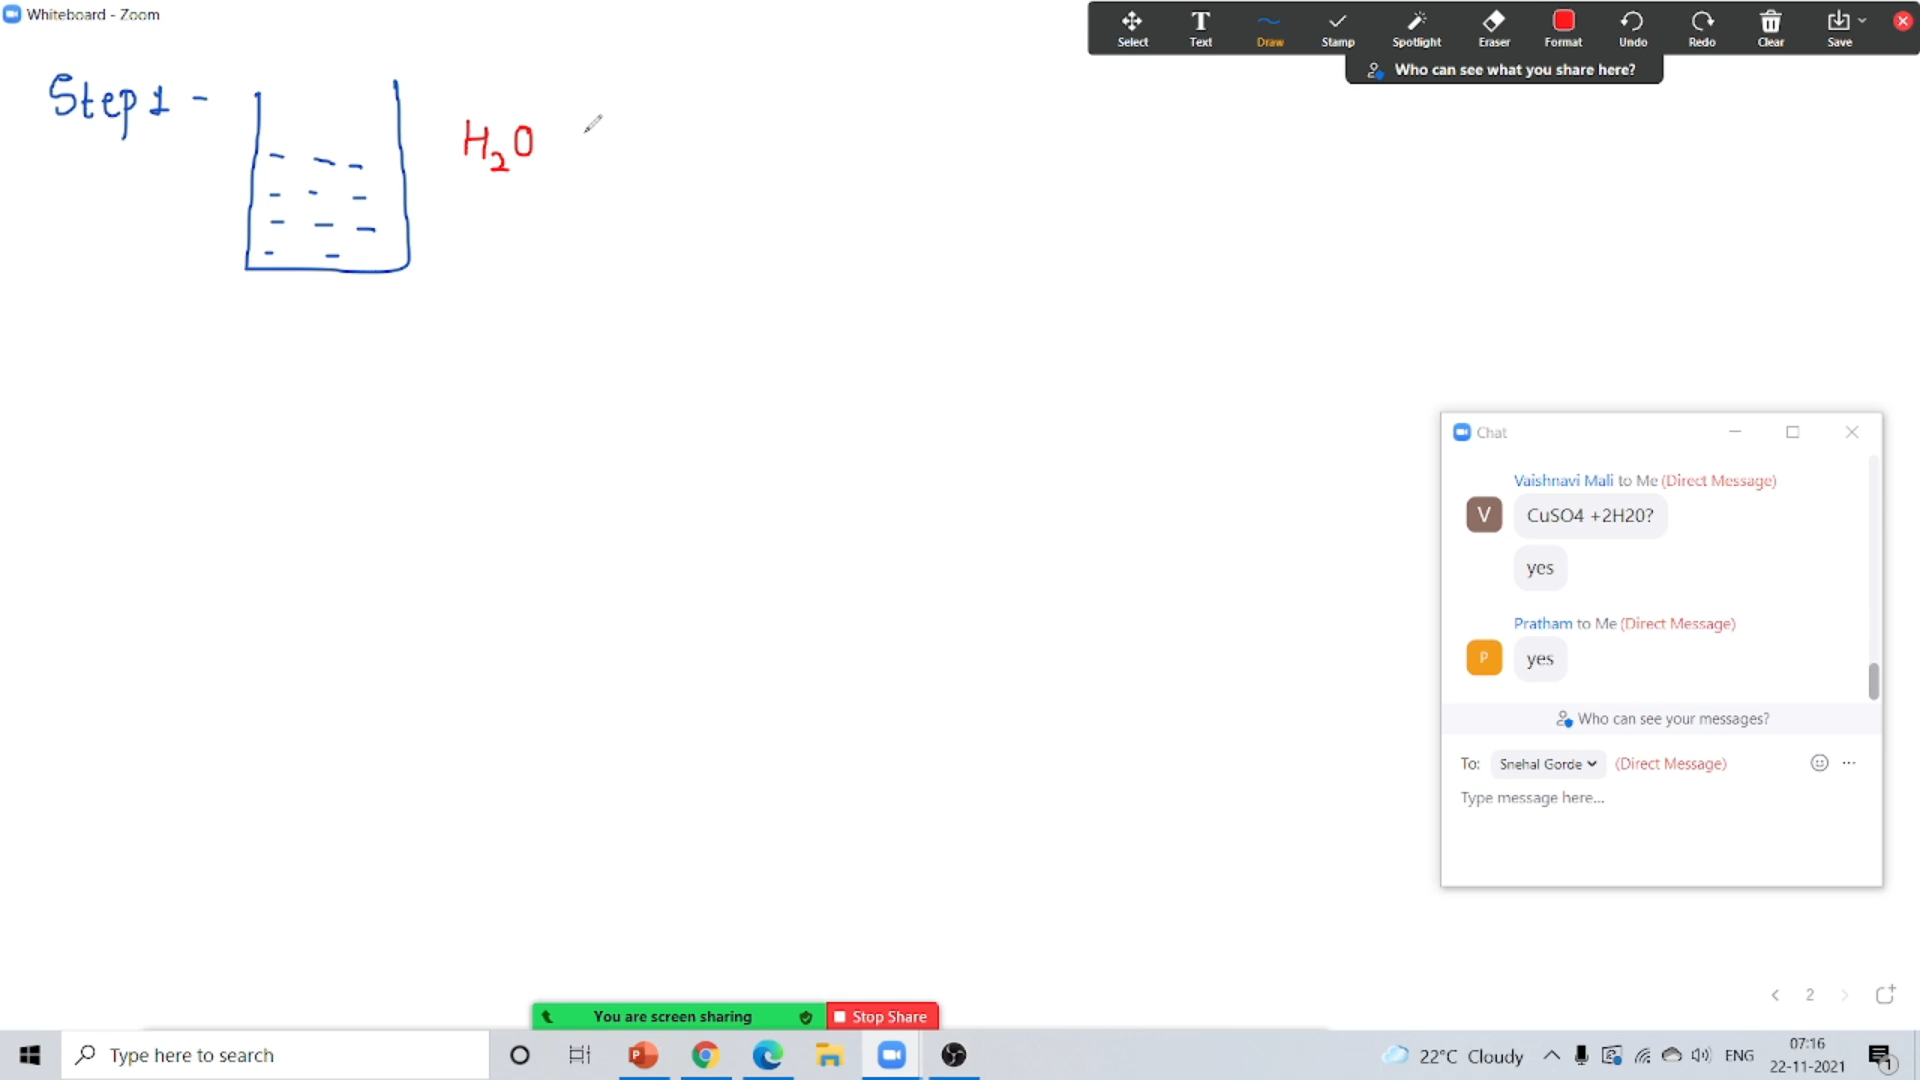 Whiteboard - Zoom
Select Text Draw Stamp Spotlight Eraser Format Undo Redo Clear Save
Who can see what you share here?
Step 1 -
H2O
Chat
Vaishnavi Mali to Me (Direct Message)
V
CuSO4 +2H20?
yes
Pratham to Me (Direct Message)
P
yes
Who can see your messages?
To: Snehal Gorde (Direct Message)
Type message here...
2
You are screen sharing Stop Share
Type here to search
22°C Cloudy
ENG
07:16
22-11-2021
1